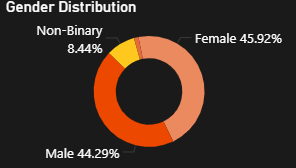 Gender Distribution
Non-Binary
8.44%
Female 45.92%
Male 44.29%